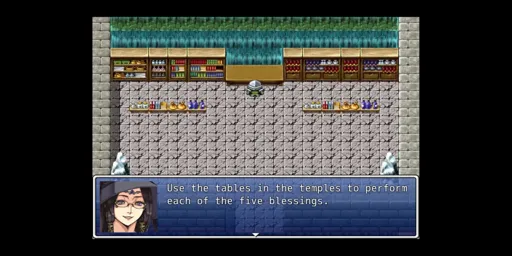 Use the tables in the temples to perform
each of the five blessings.